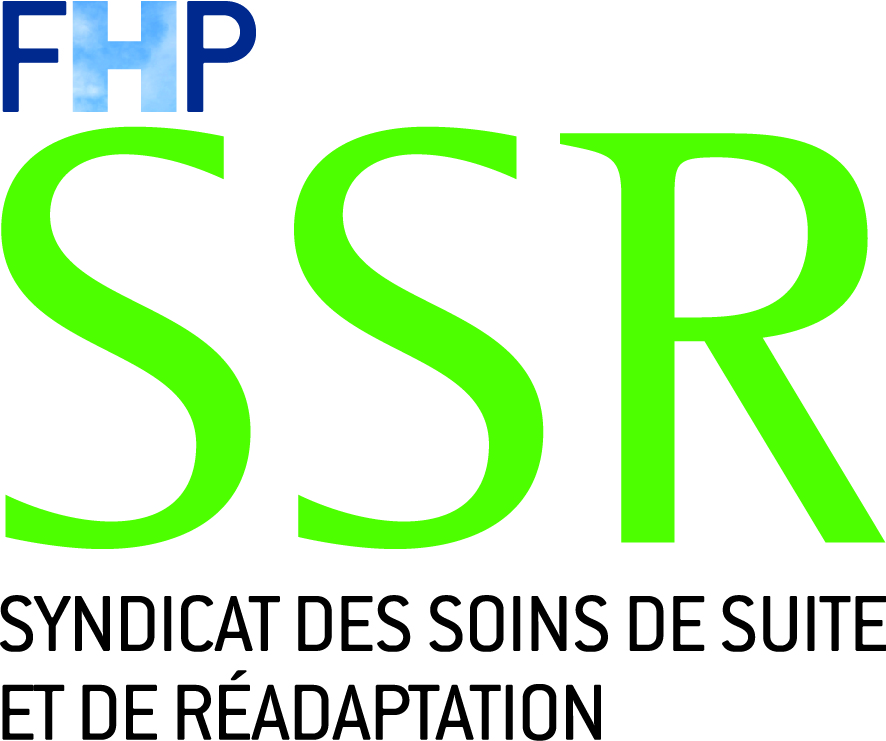 FHP
SSR
SYNDICAT DES SOINS DE SUITE
ET DE RÉADAPTATION